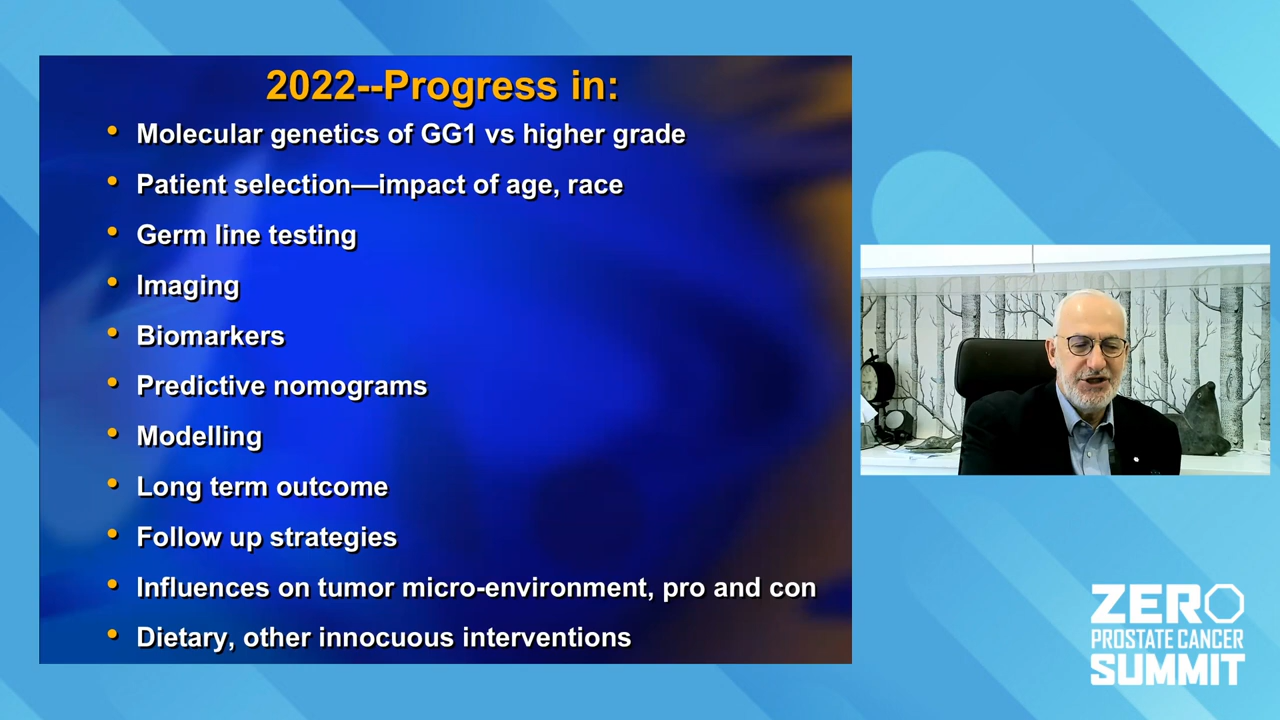 2022--Progress in:
• Molecular genetics of GG1 vs higher grade
• Patient selection—impact of age, race
• Germ line testing
• Imaging
• Biomarkers
• Predictive nomograms
• Modelling
• Long term outcome
• Follow up strategies
• Influences on tumor micro-environment, pro and con
• Dietary, other innocuous interventions
ZERO
PROSTATE CANCER
SUMMIT